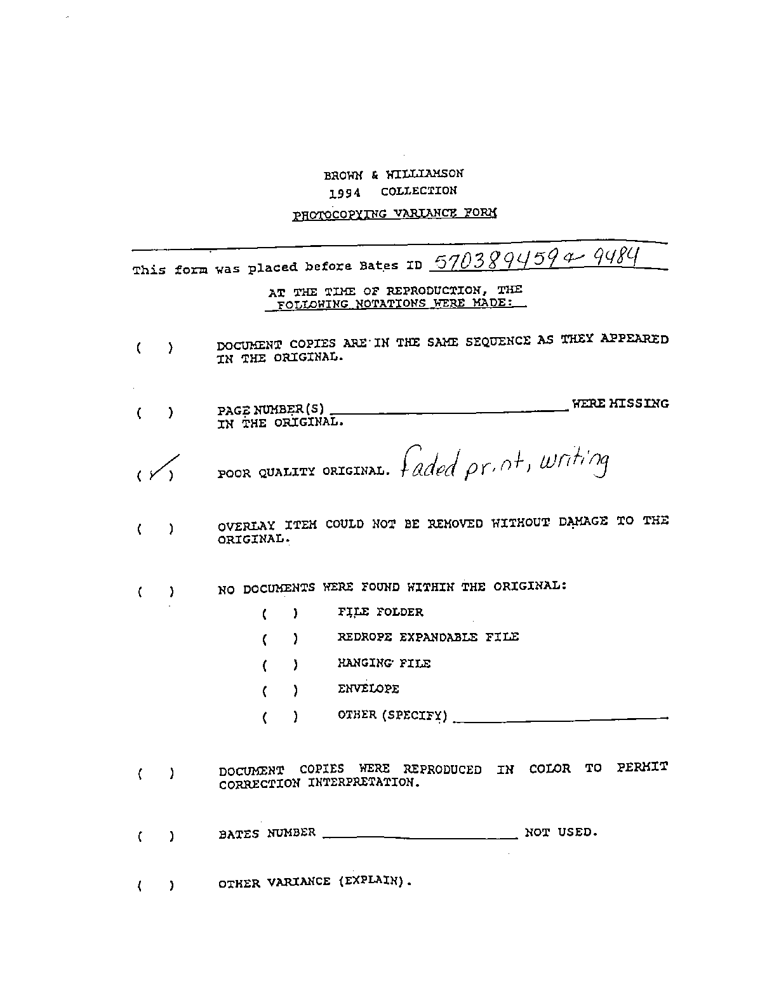 BROWN & WILLIAMSON
1994 COLLECTION
PHOTOCOPYING VARIANCE FORM
This form was placed before Bates ID 570389459 & 9484
AT THE TIME OF REPRODUCTION, THE
FOLLOWING NOTATIONS WERE MADE:
( ) DOCUMENT COPIES ARE IN THE SAME SEQUENCE AS THEY APPEARED
IN THE ORIGINAL.
( ) PAGE NUMBER(S) ____________________ WERE MISSING
IN THE ORIGINAL.
(✓) POOR QUALITY ORIGINAL. faded print, writing
( ) OVERLAY ITEM COULD NOT BE REMOVED WITHOUT DAMAGE TO THE
ORIGINAL.
( ) NO DOCUMENTS WERE FOUND WITHIN THE ORIGINAL:
( ) FILE FOLDER
( ) REDROPE EXPANDABLE FILE
( ) HANGING FILE
( ) ENVELOPE
( ) OTHER (SPECIFY) ____________________
( ) DOCUMENT COPIES WERE REPRODUCED IN COLOR TO PERMIT
CORRECTION INTERPRETATION.
( ) BATES NUMBER ____________________ NOT USED.
( ) OTHER VARIANCE (EXPLAIN).